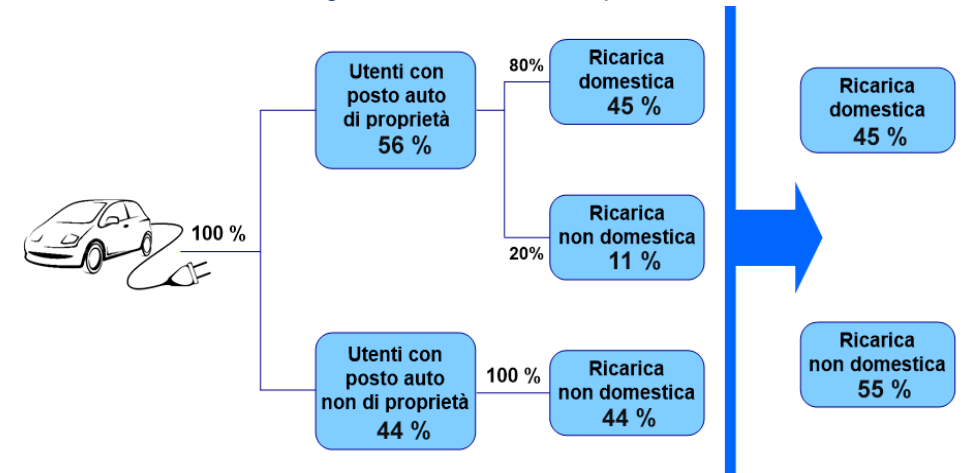 100 %
Utenti con
posto auto
di proprietà
56 %
80%
Ricarica
domestica
45 %
20%
Ricarica
non domestica
11 %
Utenti con
posto auto
non di proprietà
44 %
100 %
Ricarica
non domestica
44 %
Ricarica
domestica
45 %
Ricarica
non domestica
55 %